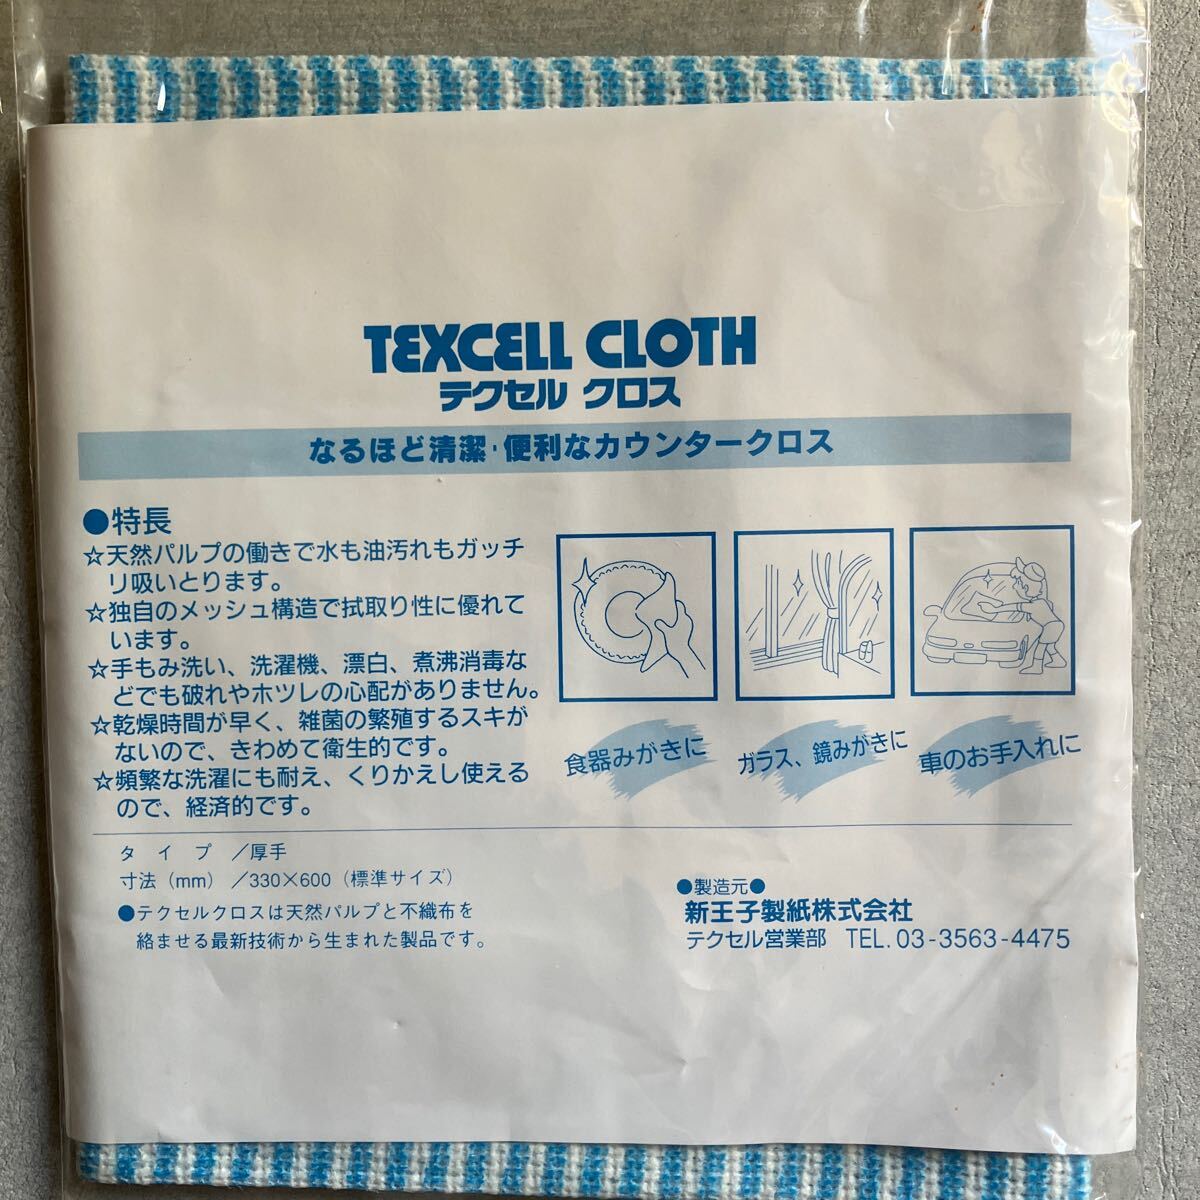 TEXCELL CLOTH
テクセル クロス
なるほど清潔・便利なカウンタークロス
●特長
☆天然パルプの働きで水も油汚れもガッチ
リ吸いとります。
☆独自のメッシュ構造で拭取り性に優れて
います。
☆手もみ洗い、洗濯機、漂白、煮沸消毒な
どでも破れやホツレの心配がありません。
☆乾燥時間が早く、雑菌の繁殖するスキが
ないので、きわめて衛生的です。
☆頻繁な洗濯にも耐え、くりかえし使える
ので、経済的です。
食器みがきに
ガラス、鏡みがきに
車のお手入れに
タイプ／厚手
寸法（mm）／330×600（標準サイズ）
●テクセルクロスは天然パルプと不織布を
絡ませる最新技術から生まれた製品です。
●製造元●
新王子製紙株式会社
テクセル営業部 TEL. 03-3563-4475